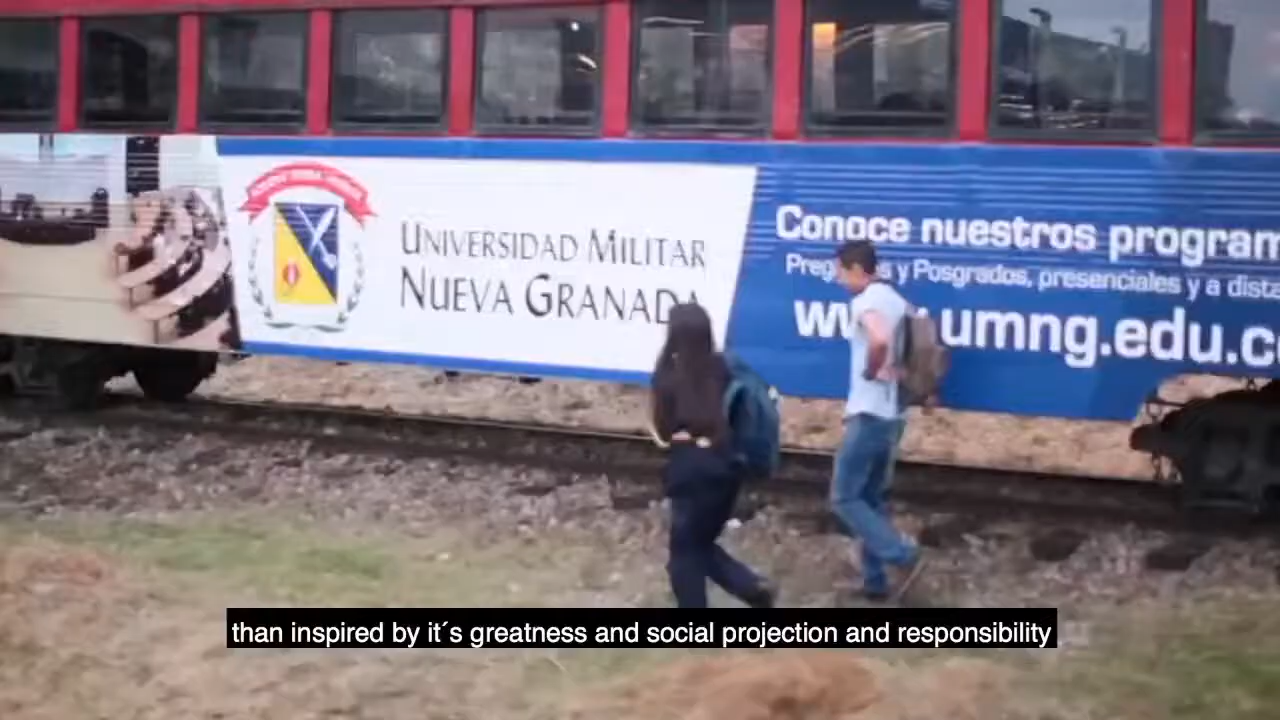 UNIVERSIDAD MILITAR
NUEVA GRANADA
Conoce nuestros program
y Posgrados, presenciales y a dista
umng.edu.c
than inspired by it´s greatness and social projection and responsibility